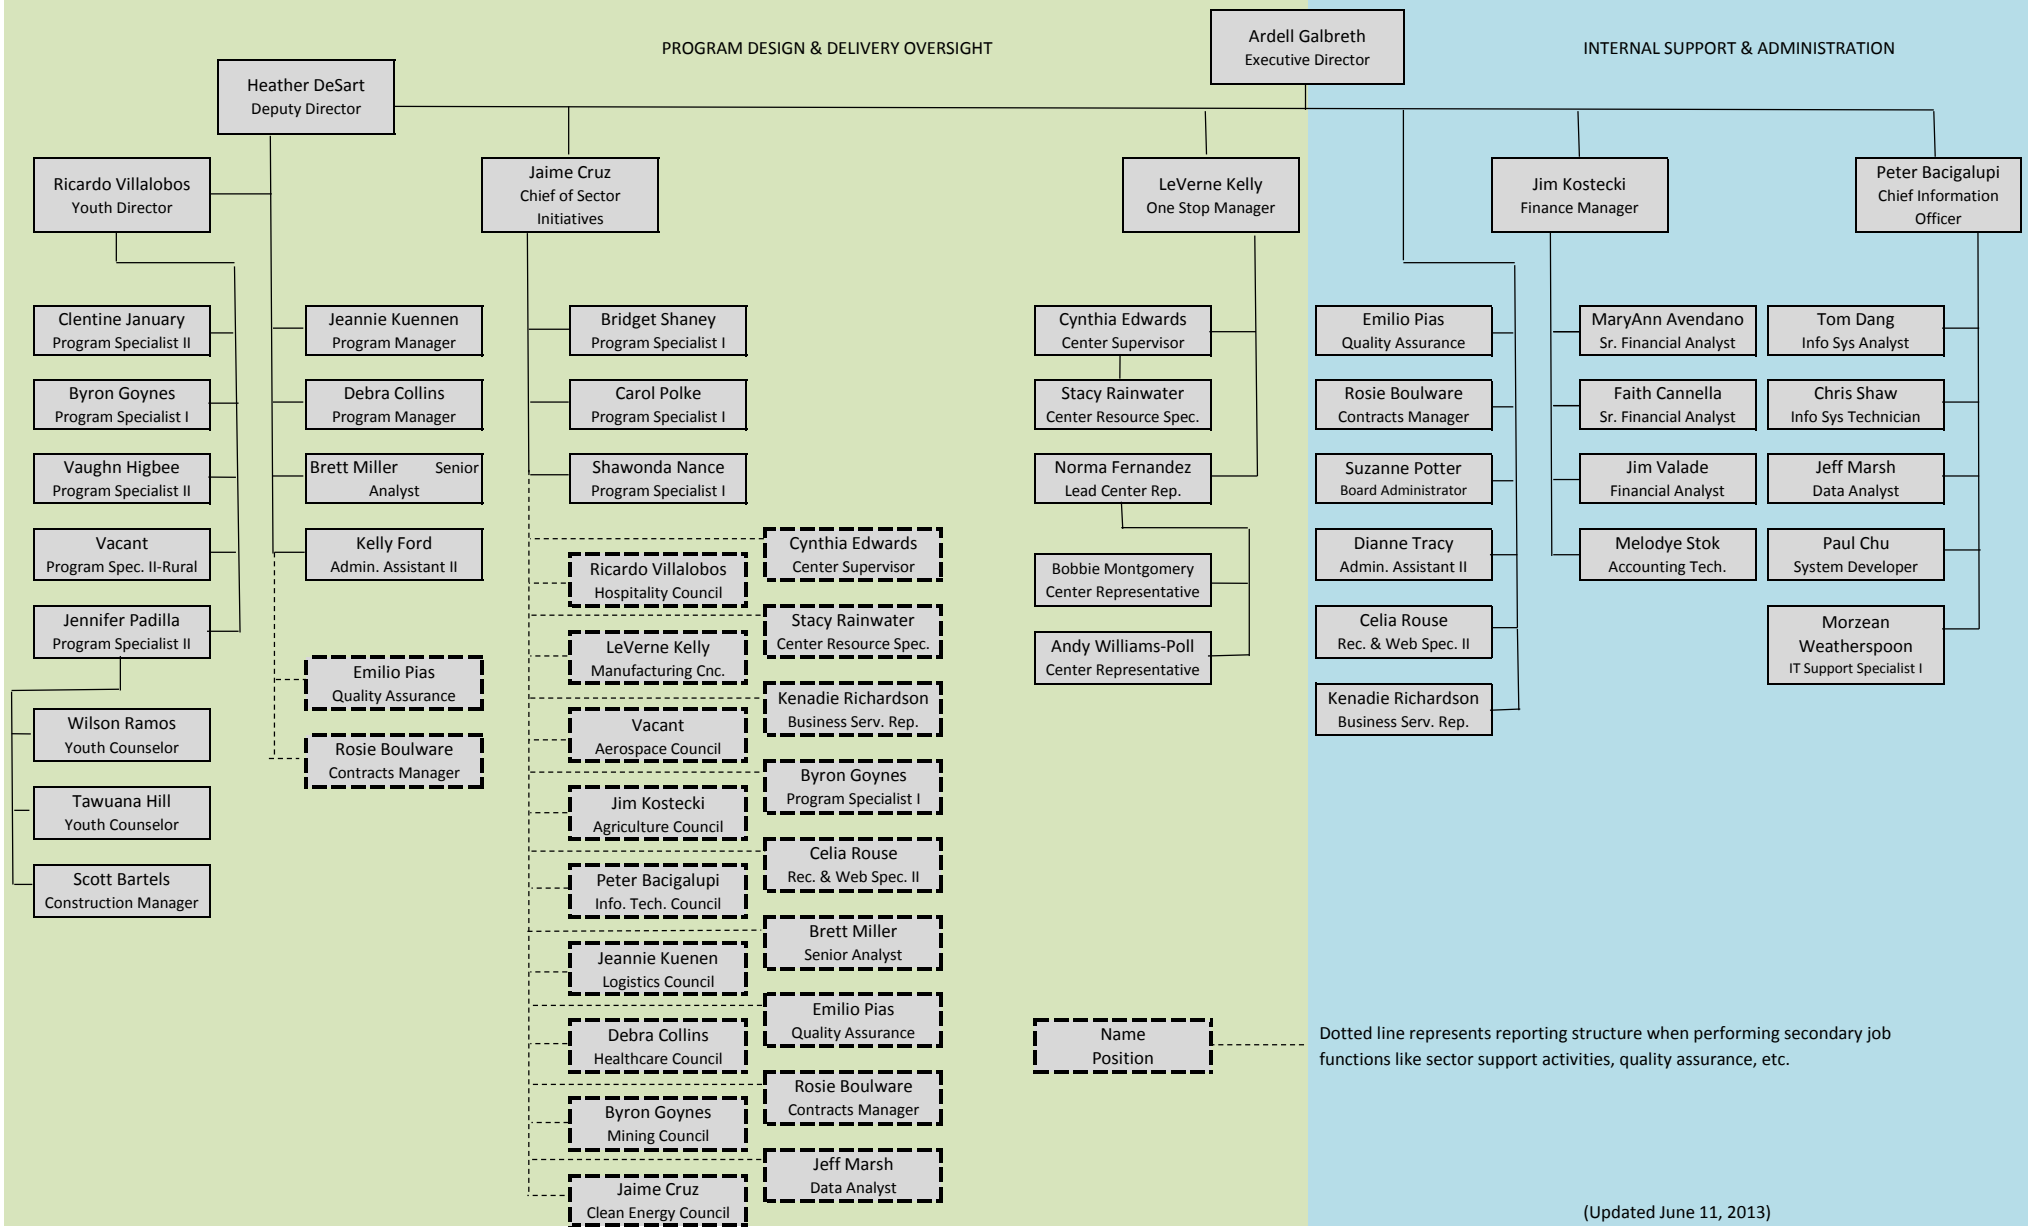 PROGRAM DESIGN & DELIVERY OVERSIGHT
Ardell Galbreth
Executive Director
INTERNAL SUPPORT & ADMINISTRATION
Heather DeSart
Deputy Director
Ricardo Villalobos
Youth Director
Jaime Cruz
Chief of Sector
Initiatives
LeVerne Kelly
One Stop Manager
Jim Kostecki
Finance Manager
Peter Bacigalupi
Chief Information
Officer
Clentine January
Program Specialist II
Byron Goynes
Program Specialist I
Vaughn Higbee
Program Specialist II
Vacant
Program Spec. II-Rural
Jennifer Padilla
Program Specialist II
Wilson Ramos
Youth Counselor
Tawuana Hill
Youth Counselor
Scott Bartels
Construction Manager
Jeannie Kuennen
Program Manager
Debra Collins
Program Manager
Brett Miller Senior
Analyst
Kelly Ford
Admin. Assistant II
Emilio Pias
Quality Assurance
Rosie Boulware
Contracts Manager
Bridget Shaney
Program Specialist I
Carol Polke
Program Specialist I
Shawonda Nance
Program Specialist I
Cynthia Edwards
Center Supervisor
Ricardo Villalobos
Hospitality Council
Stacy Rainwater
Center Resource Spec.
LeVerne Kelly
Manufacturing Cnc.
Kenadie Richardson
Business Serv. Rep.
Vacant
Aerospace Council
Byron Goynes
Program Specialist I
Jim Kostecki
Agriculture Council
Celia Rouse
Rec. & Web Spec. II
Peter Bacigalupi
Info. Tech. Council
Brett Miller
Senior Analyst
Jeannie Kuenen
Logistics Council
Emilio Pias
Quality Assurance
Debra Collins
Healthcare Council
Rosie Boulware
Contracts Manager
Byron Goynes
Mining Council
Jeff Marsh
Data Analyst
Jaime Cruz
Clean Energy Council
Cynthia Edwards
Center Supervisor
Stacy Rainwater
Center Resource Spec.
Norma Fernandez
Lead Center Rep.
Bobbie Montgomery
Center Representative
Andy Williams-Poll
Center Representative
Emilio Pias
Quality Assurance
Rosie Boulware
Contracts Manager
Suzanne Potter
Board Administrator
Dianne Tracy
Admin. Assistant II
Celia Rouse
Rec. & Web Spec. II
Kenadie Richardson
Business Serv. Rep.
MaryAnn Avendano
Sr. Financial Analyst
Faith Cannella
Sr. Financial Analyst
Jim Valade
Financial Analyst
Melodye Stok
Accounting Tech.
Tom Dang
Info Sys Analyst
Chris Shaw
Info Sys Technician
Jeff Marsh
Data Analyst
Paul Chu
System Developer
Morzean
Weatherspoon
IT Support Specialist I
Name
Position
Dotted line represents reporting structure when performing secondary job
functions like sector support activities, quality assurance, etc.
(Updated June 11, 2013)